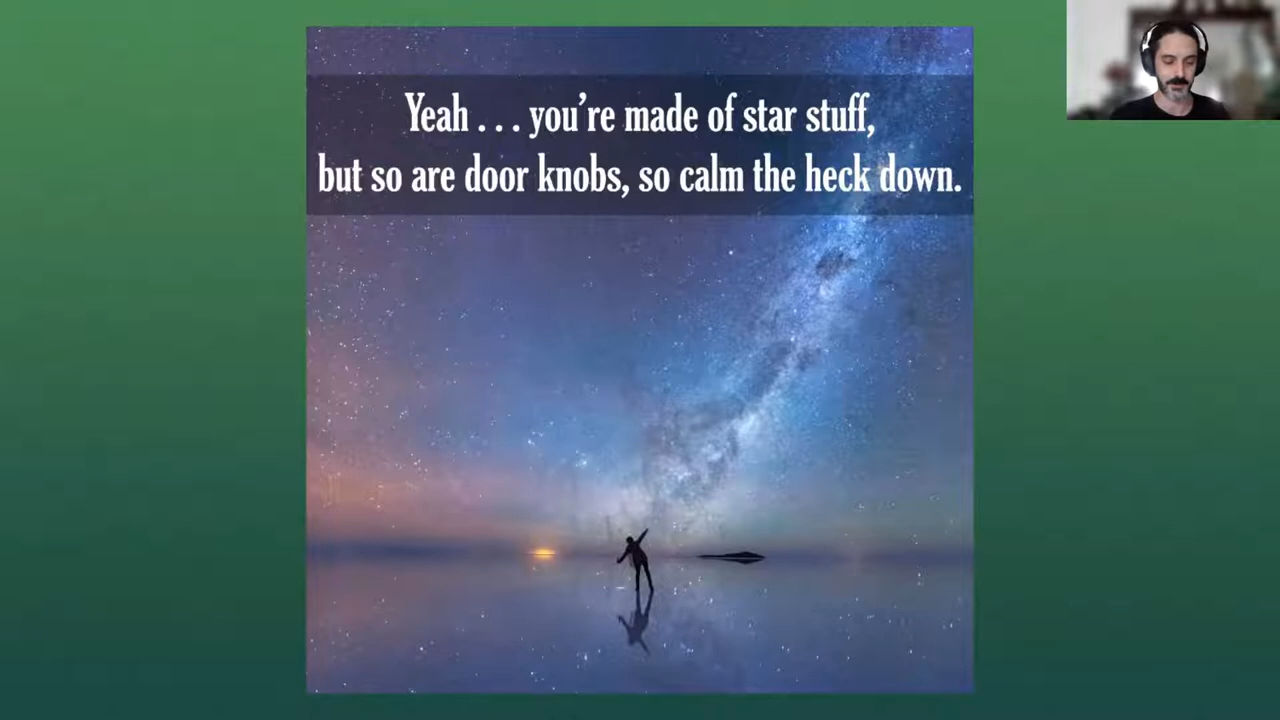 Yeah . . . you’re made of star stuff,
but so are door knobs, so calm the heck down.